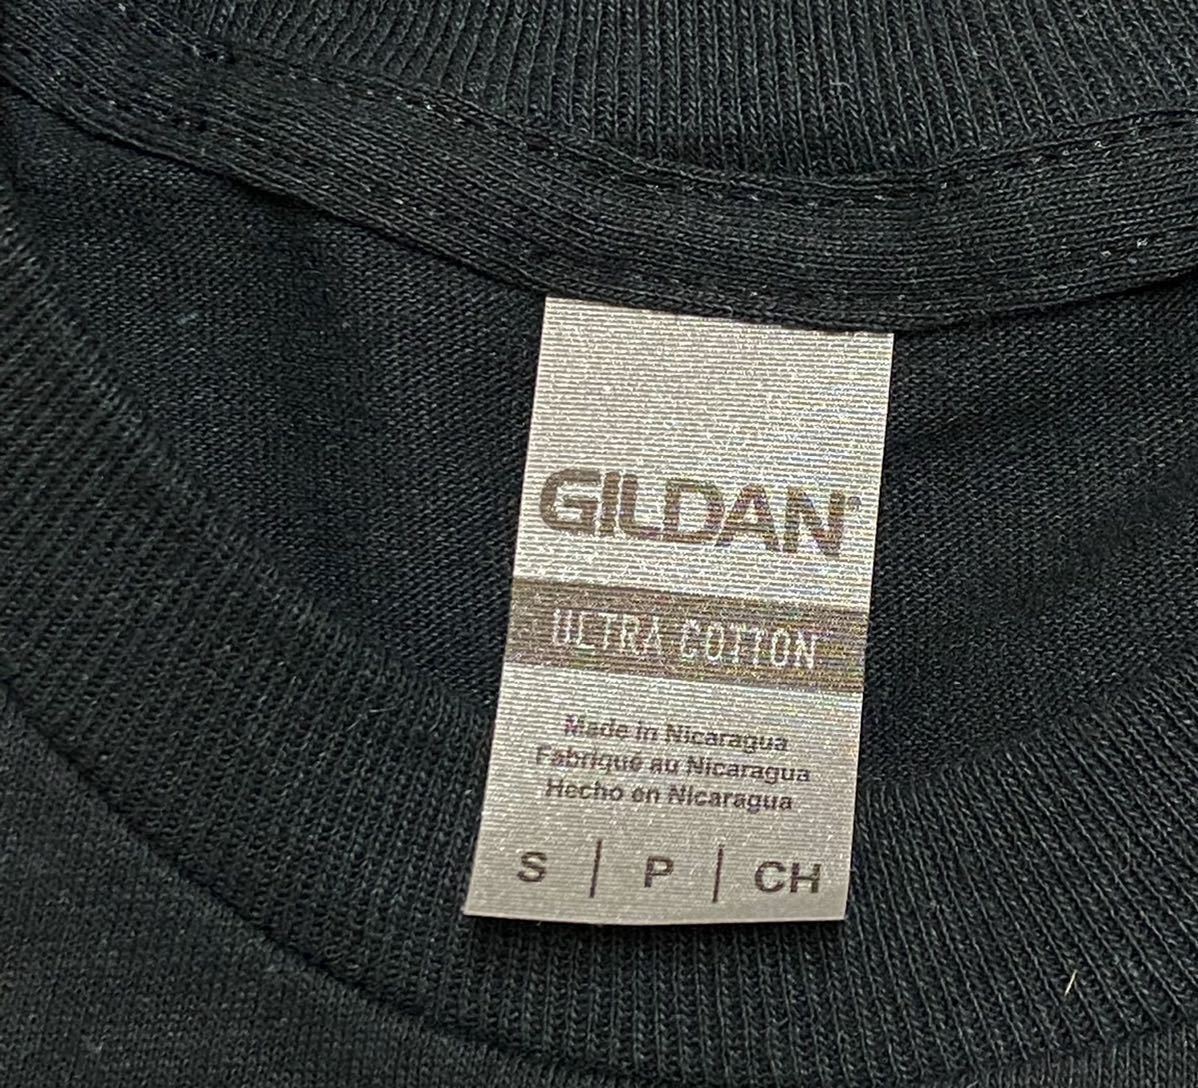 GILDAN®
ULTRA COTTON
Made in Nicaragua
Fabriqué au Nicaragua
Hecho en Nicaragua
S | P | CH